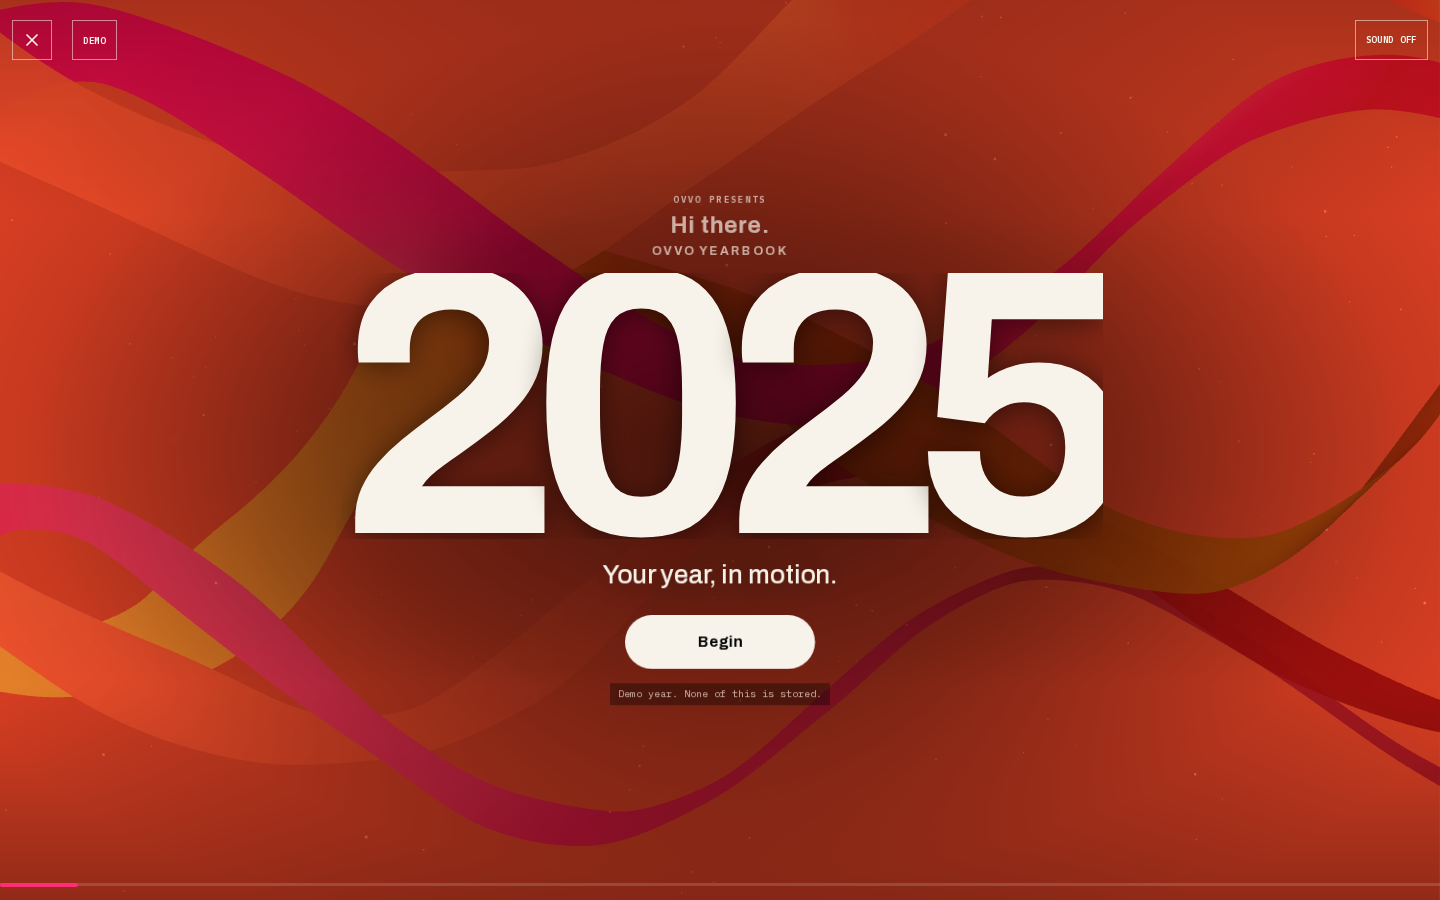 DEMO
SOUND OFF
OVVO PRESENTS
Hi there.
OVVO YEARBOOK
2025
Your year, in motion.
Begin
Demo year. None of this is stored.